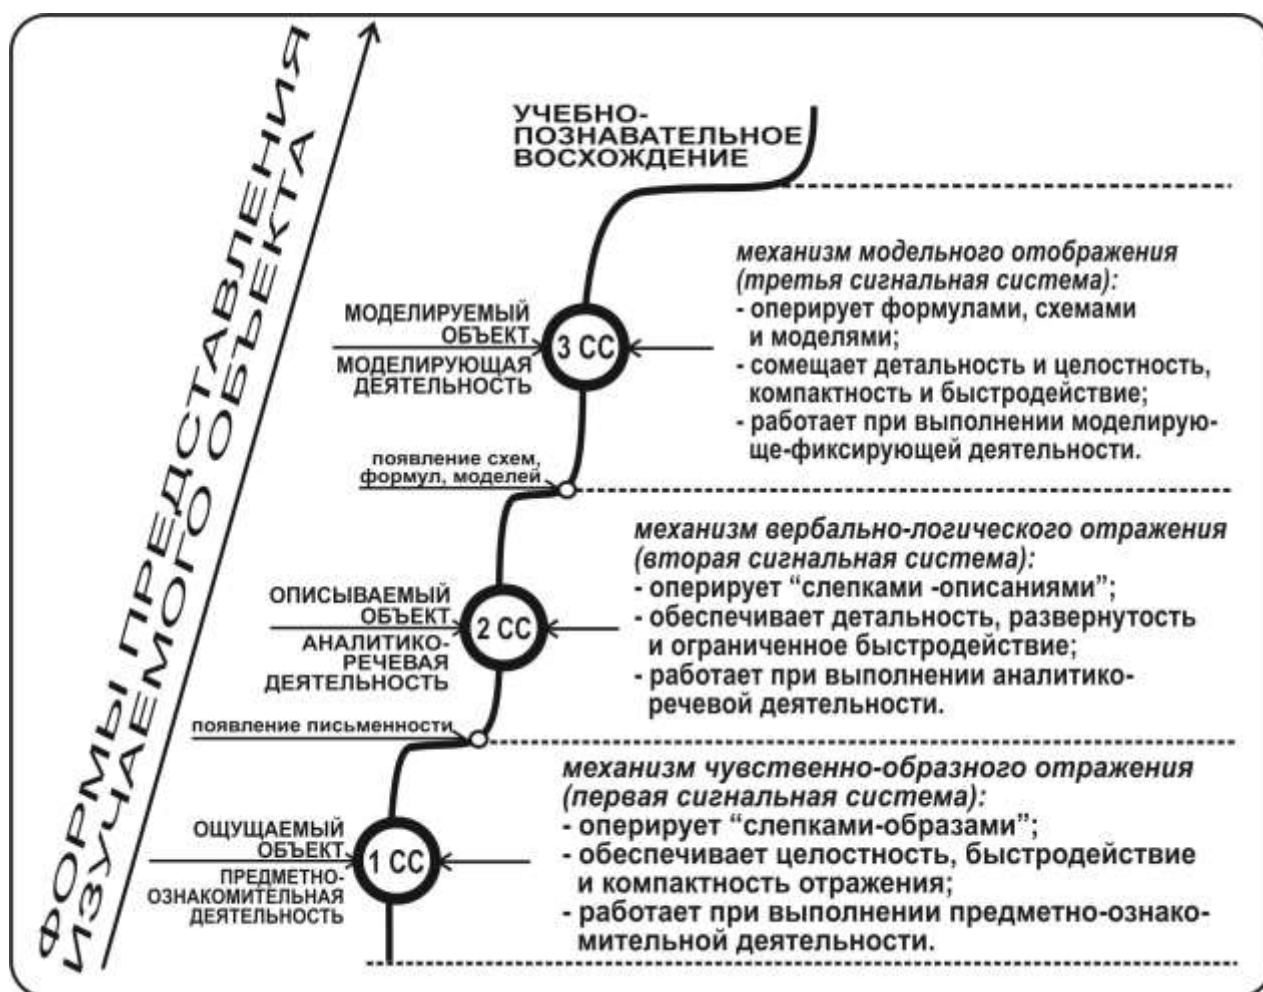 ФОРМЫ ПРЕДСТАВЛЕНИЯ
ИЗУЧАЕМОГО ОБЪЕКТА
УЧЕБНО-
ПОЗНАВАТЕЛЬНОЕ
ВОСХОЖДЕНИЕ
МОДЕЛИРУЕМЫЙ
ОБЪЕКТ
МОДЕЛИРУЮЩАЯ
ДЕЯТЕЛЬНОСТЬ
3 СС
механизм модельного отображения
(третья сигнальная система):
- оперирует формулами, схемами
и моделями;
- сомещает детальность и целостность,
компактность и быстродействие;
- работает при выполнении моделирую-
ще-фиксирующей деятельности.
появление схем,
формул, моделей
ОПИСЫВАЕМЫЙ
ОБЪЕКТ
АНАЛИТИКО-
РЕЧЕВАЯ
ДЕЯТЕЛЬНОСТЬ
2 СС
механизм вербально-логического отражения
(вторая сигнальная система):
- оперирует “слепками -описаниями”;
- обеспечивает детальность, развернутость
и ограниченное быстродействие;
- работает при выполнении аналитико-
речевой деятельности.
появление письменности
ОЩУЩАЕМЫЙ
ОБЪЕКТ
ПРЕДМЕТНО-
ОЗНАКОМИТЕЛЬНАЯ
ДЕЯТЕЛЬНОСТЬ
1 СС
механизм чувственно-образного отражения
(первая сигнальная система):
- оперирует “слепками-образами”;
- обеспечивает целостность, быстродействие
и компактность отражения;
- работает при выполнении предметно-ознако-
мительной деятельности.